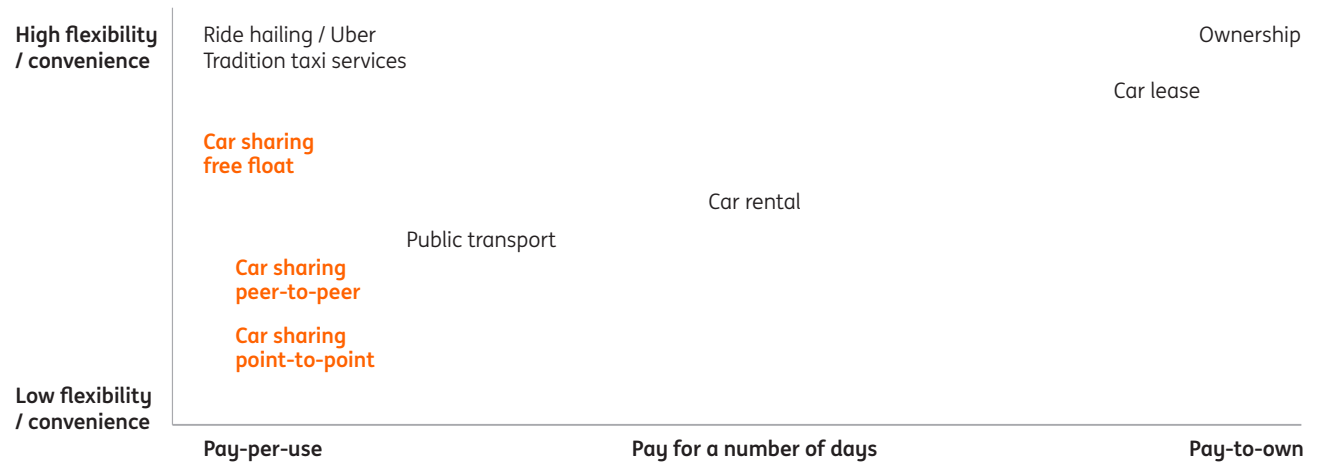 High flexibility
/ convenience
Ride hailing / Uber
Tradition taxi services
Ownership
Car lease
Car sharing
free float
Car rental
Public transport
Car sharing
peer-to-peer
Car sharing
point-to-point
Low flexibility
/ convenience
Pay-per-use
Pay for a number of days
Pay-to-own